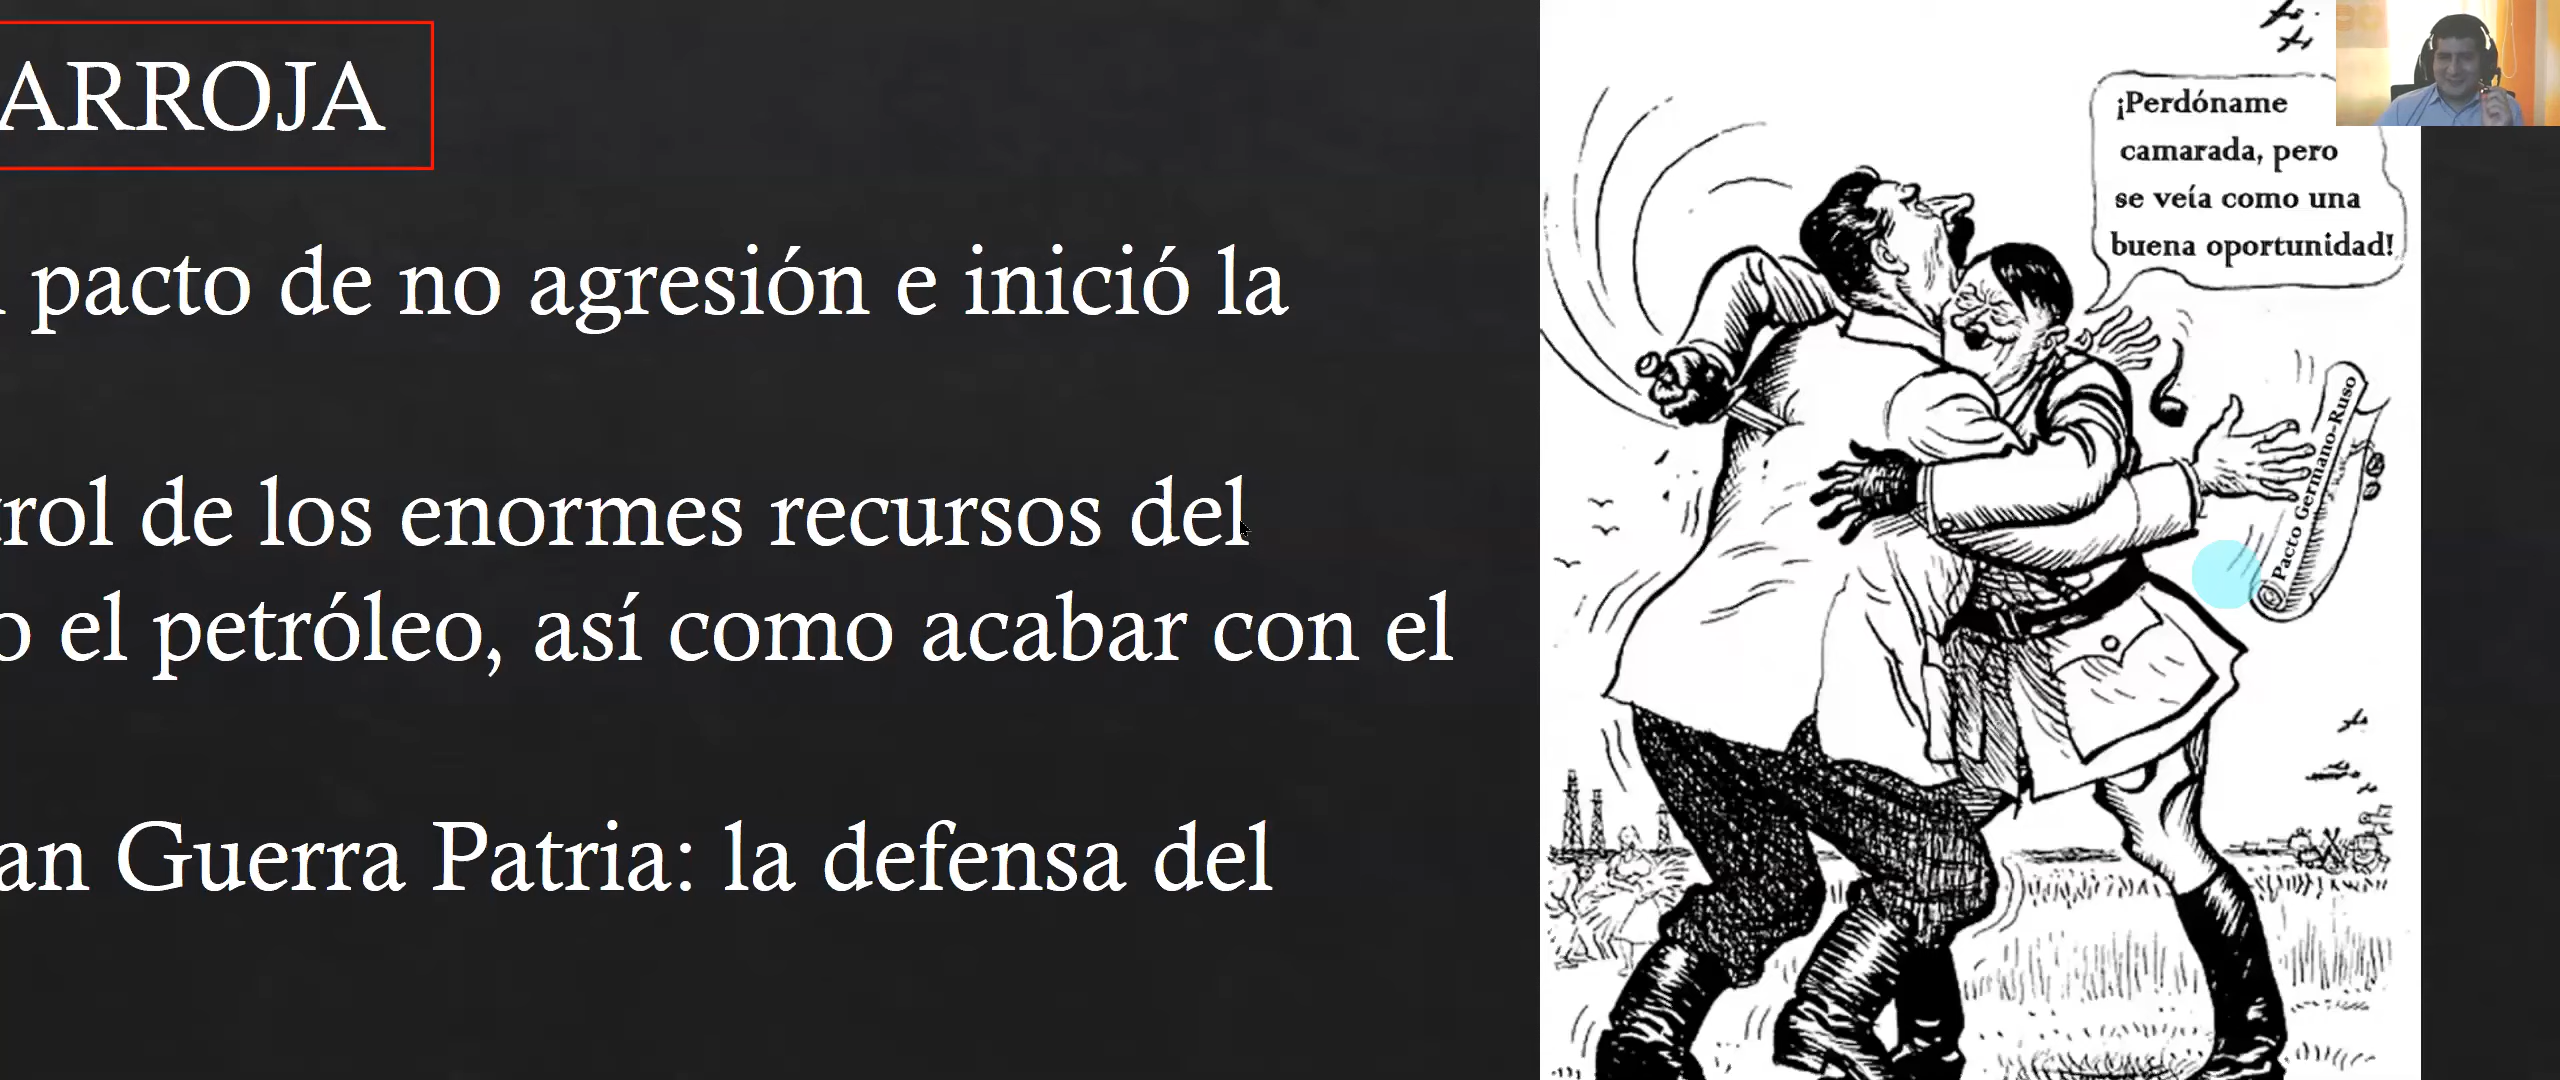 ARROJA
pacto de no agresión e inició la
rol de los enormes recursos del
o el petróleo, así como acabar con el
an Guerra Patria: la defensa del
¡Perdóname
camarada, pero
se veía como una
buena oportunidad!
Pacto Germano-Ruso